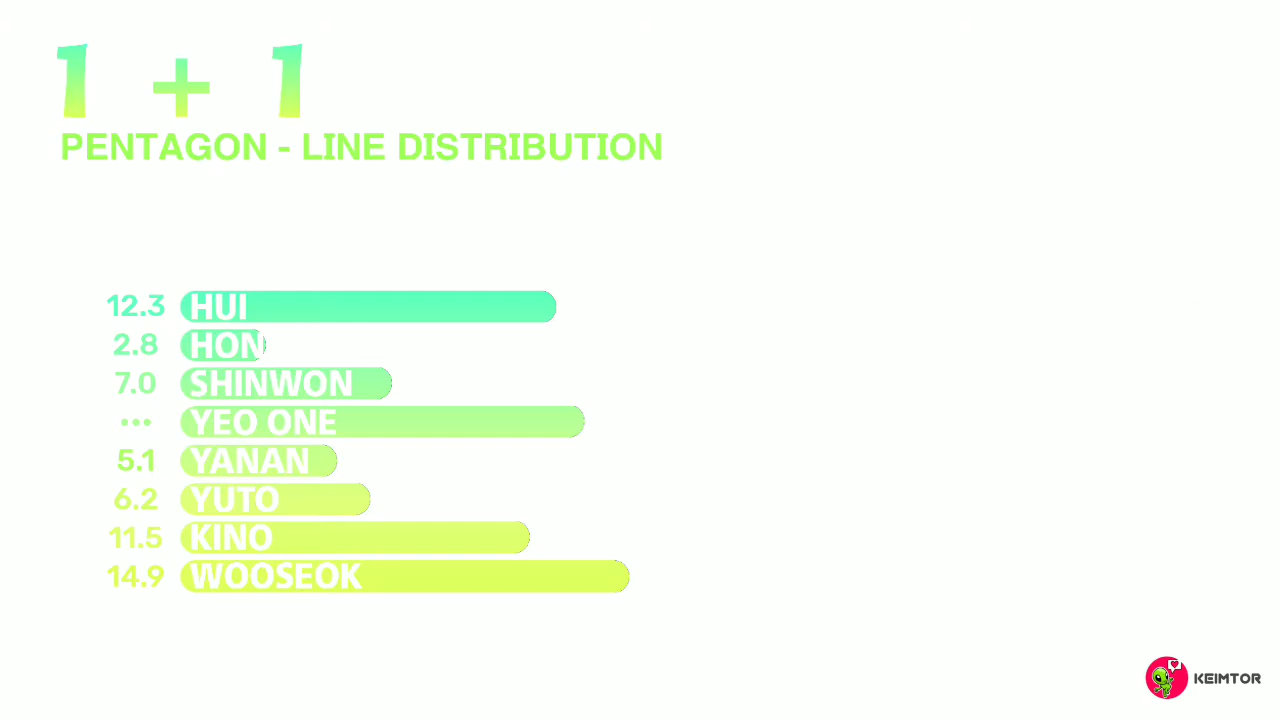 1 + 1
PENTAGON - LINE DISTRIBUTION
12.3 HUI
2.8 HON
7.0 SHINWON
... YEO ONE
5.1 YANAN
6.2 YUTO
11.5 KINO
14.9 WOOSEOK
KEIMTOR